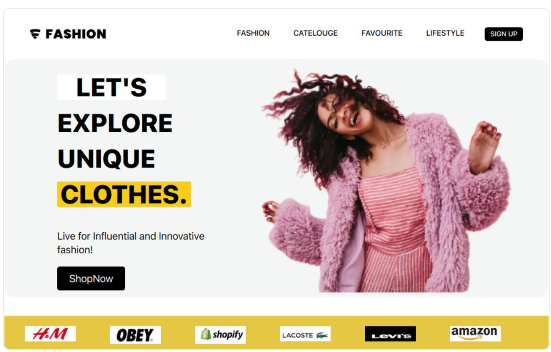 FASHION
FASHION CATELOUGE FAVOURITE LIFESTYLE SIGN UP
LET'S
EXPLORE
UNIQUE
CLOTHES.
Live for Influential and Innovative
fashion!
ShopNow
H&M OBEY shopify LACOSTE LEVI'S amazon